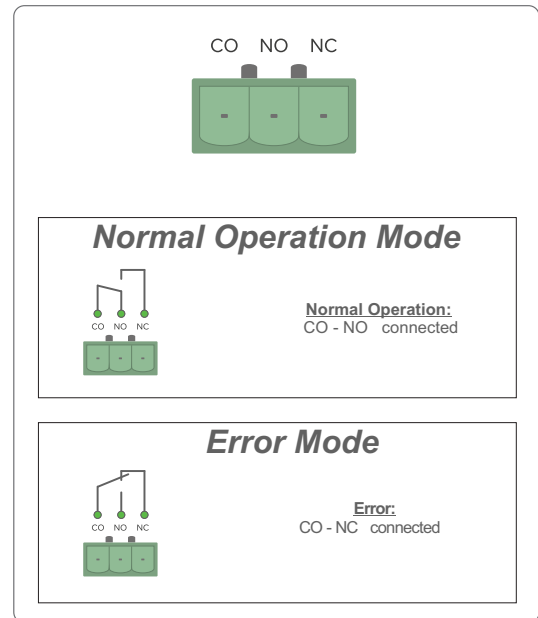 CO NO NC
Normal Operation Mode
CO NO NC
Normal Operation:
CO - NO connected
Error Mode
CO NO NC
Error:
CO - NC connected